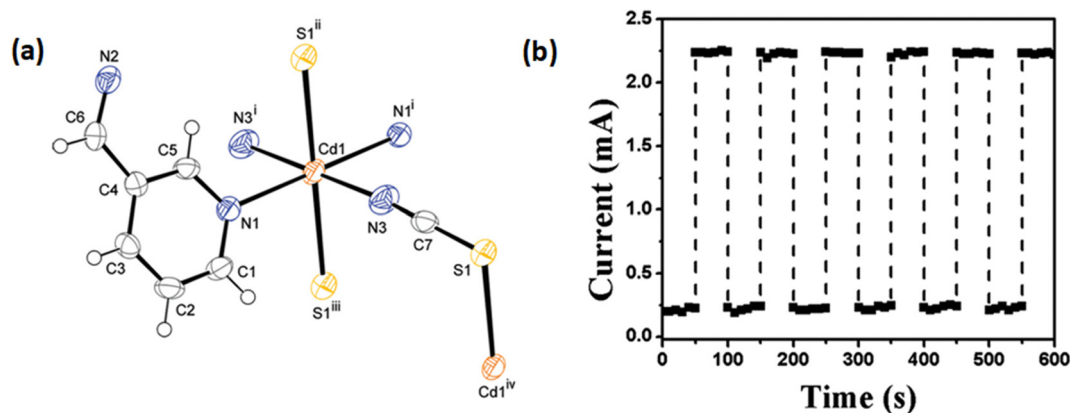 (a)
N2
C6
C4
C5
C3
C2
C1
N1
N3ⁱ
S1ⁱⁱ
Cd1
N1ⁱ
N3
C7
S1
S1ⁱⁱⁱ
Cd1ⁱᵛ
(b)
Current (mA)
2.5
2.0
1.5
1.0
0.5
0.0
0 100 200 300 400 500 600
Time (s)